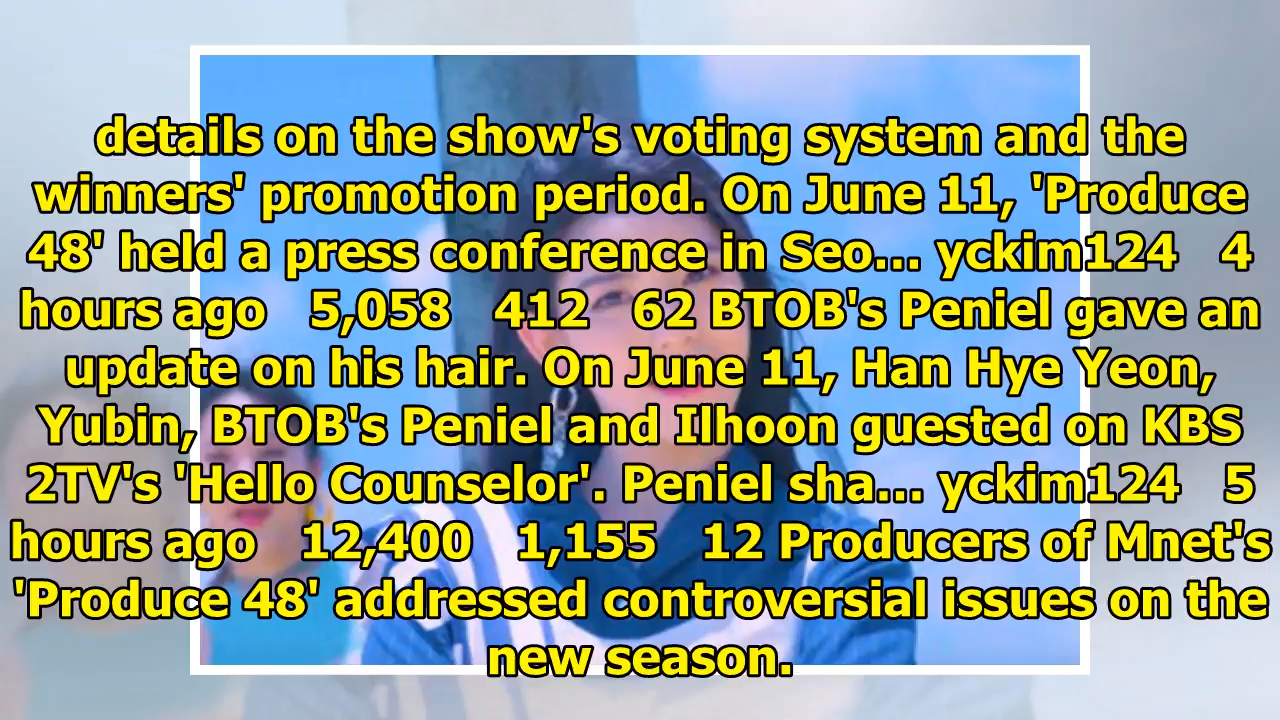 details on the show's voting system and the
winners' promotion period. On June 11, 'Produce
48' held a press conference in Seo... yckim124 4
hours ago 5,058 412 62 BTOB's Peniel gave an
update on his hair. On June 11, Han Hye Yeon,
Yubin, BTOB's Peniel and Ilhoon guested on KBS
2TV's 'Hello Counselor'. Peniel sha... yckim124 5
hours ago 12,400 1,155 12 Producers of Mnet's
'Produce 48' addressed controversial issues on the
new season.